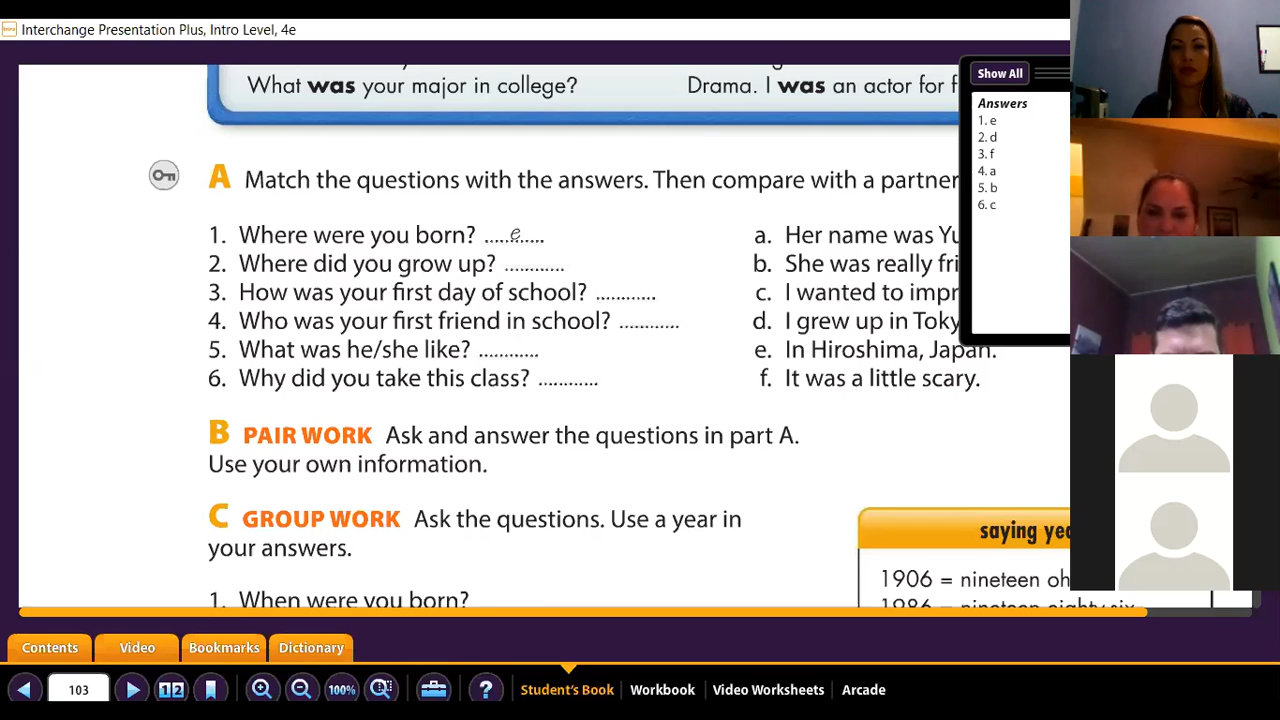 Interchange Presentation Plus, Intro Level, 4e
What was your major in college? Drama. I was an actor for
Show All
Answers
1. e
2. d
3. f
4. a
5. b
6. c
A Match the questions with the answers. Then compare with a partner
1. Where were you born? .....e.....
2. Where did you grow up? ............
3. How was your first day of school? ............
4. Who was your first friend in school? ............
5. What was he/she like? ............
6. Why did you take this class? ............
a. Her name was
b. She was really
c. I wanted to
d. I grew up in
e. In Hiroshima, Japan.
f. It was a little scary.
B PAIR WORK Ask and answer the questions in part A.
Use your own information.
C GROUP WORK Ask the questions. Use a year in
your answers.
1. When were you born?
saying
1906 = nineteen oh
1986 = nineteen eighty-six
Contents Video Bookmarks Dictionary
103 12 100% ? Student's Book Workbook Video Worksheets Arcade